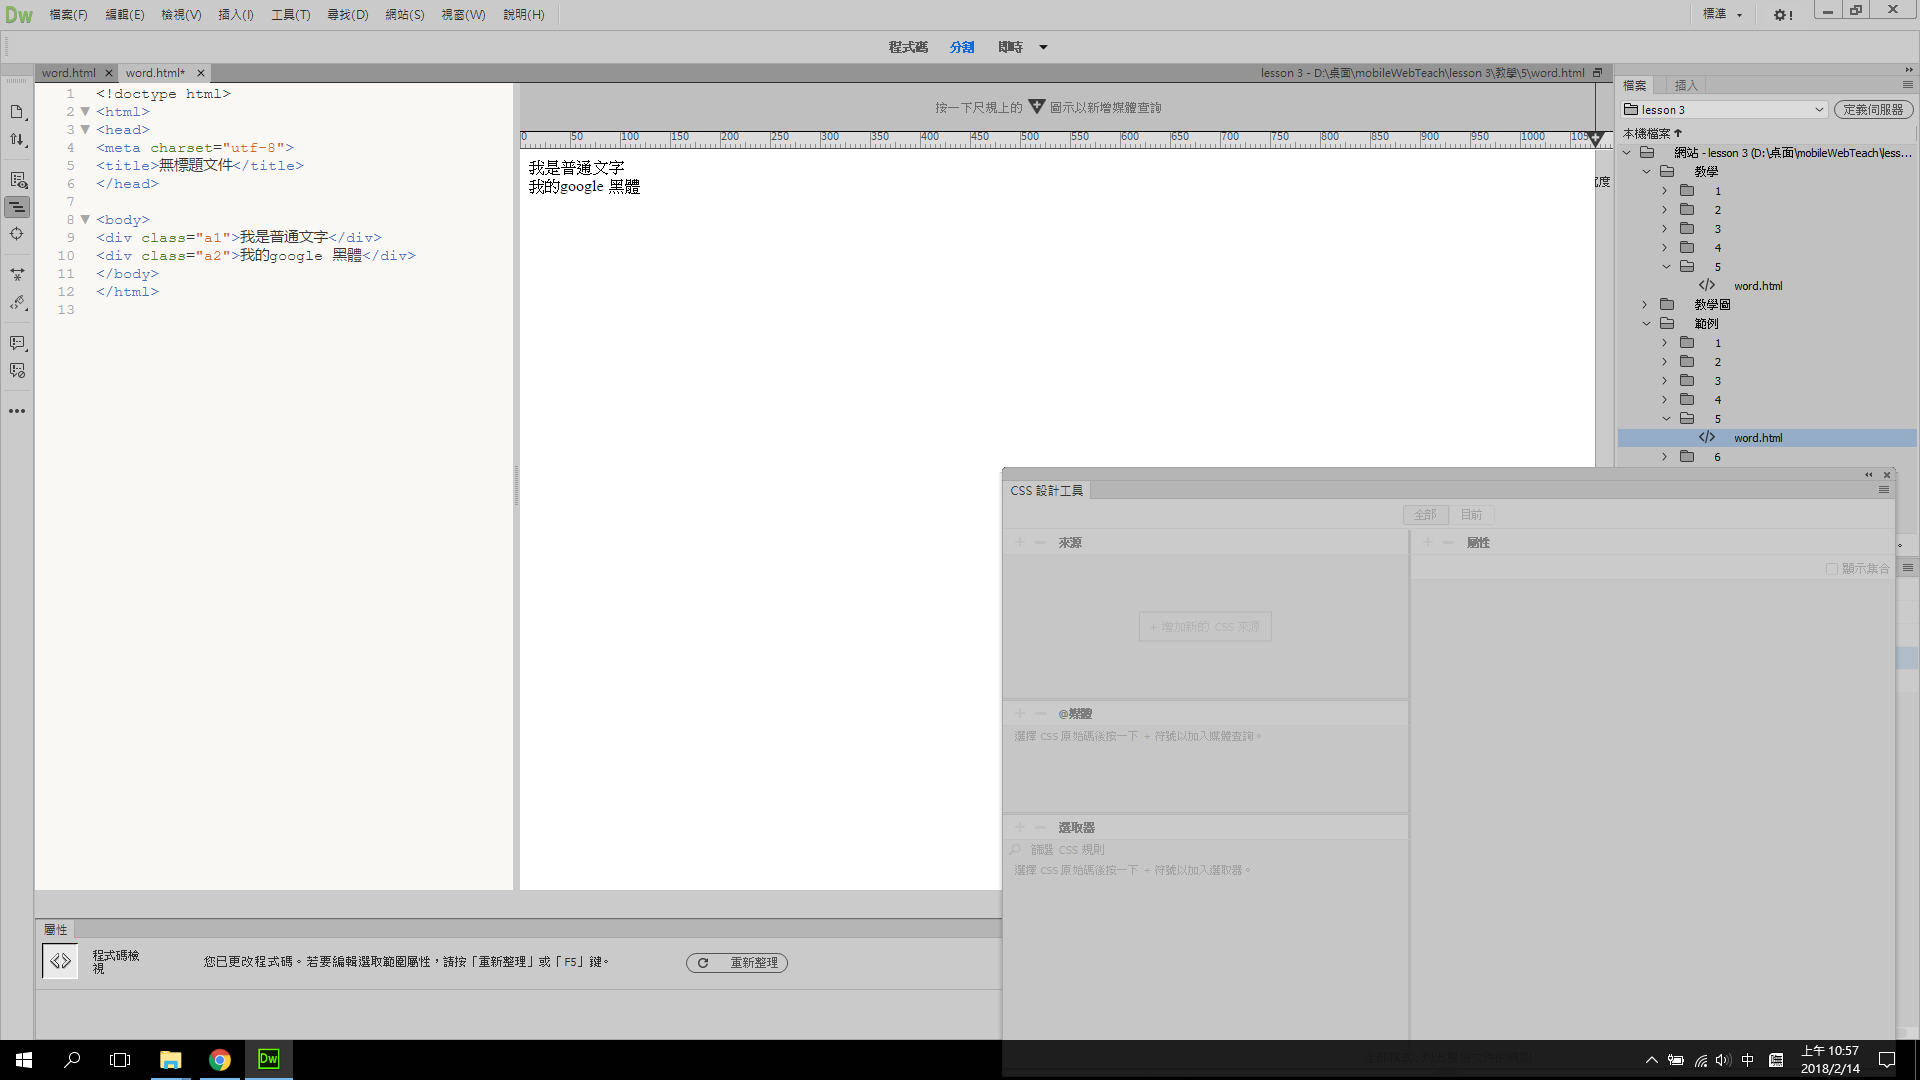 Dw 檔案(F) 編輯(E) 檢視(V) 插入(I) 工具(T) 尋找(D) 網站(S) 視窗(W) 說明(H) 標準
程式碼 分割 即時
word.html word.html* lesson 3 - D:\桌面\mobileWebTeach\lesson 3\教學\5\word.html
1 <!doctype html>
2 <html>
3 <head>
4 <meta charset="utf-8">
5 <title>無標題文件</title>
6 </head>
7
8 <body>
9 <div class="a1">我是普通文字</div>
10 <div class="a2">我的google 黑體</div>
11 </body>
12 </html>
13
按一下尺規上的 圖示以新增媒體查詢
0 50 100 150 200 250 300 350 400 450 500 550 600 650 700 750 800 850 900 950 1000 105
我是普通文字
我的google 黑體
檔案 插入
lesson 3 定義伺服器
本機檔案
網站 - lesson 3 (D:\桌面\mobileWebTeach\less...
教學
1
2
3
4
5
word.html
教學圖
範例
1
2
3
4
5
word.html
6
CSS 設計工具
全部 目前
來源
+ 增加新的 CSS 來源
@媒體
選擇 CSS 原始碼後按一下 + 符號以加入媒體查詢。
選取器
篩選 CSS 規則
選擇 CSS 原始碼後按一下 + 符號以加入選取器。
屬性
顯示集合
屬性
程式碼檢
視
您已更改程式碼。若要編輯選取範圍屬性,請按「重新整理」或「F5」鍵。
重新整理
Dw
中
上午 10:57
2018/2/14